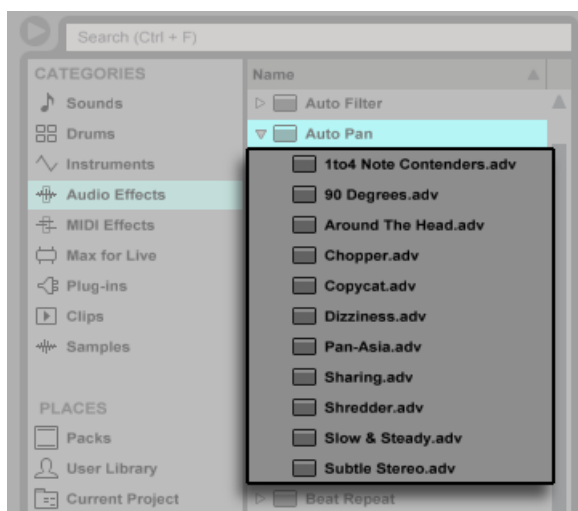 Search (Ctrl + F)
CATEGORIES
Sounds
Drums
Instruments
Audio Effects
MIDI Effects
Max for Live
Plug-ins
Clips
Samples
PLACES
Packs
User Library
Current Project
Name
Auto Filter
Auto Pan
1to4 Note Contenders.adv
90 Degrees.adv
Around The Head.adv
Chopper.adv
Copycat.adv
Dizziness.adv
Pan-Asia.adv
Sharing.adv
Shredder.adv
Slow & Steady.adv
Subtle Stereo.adv
Beat Repeat